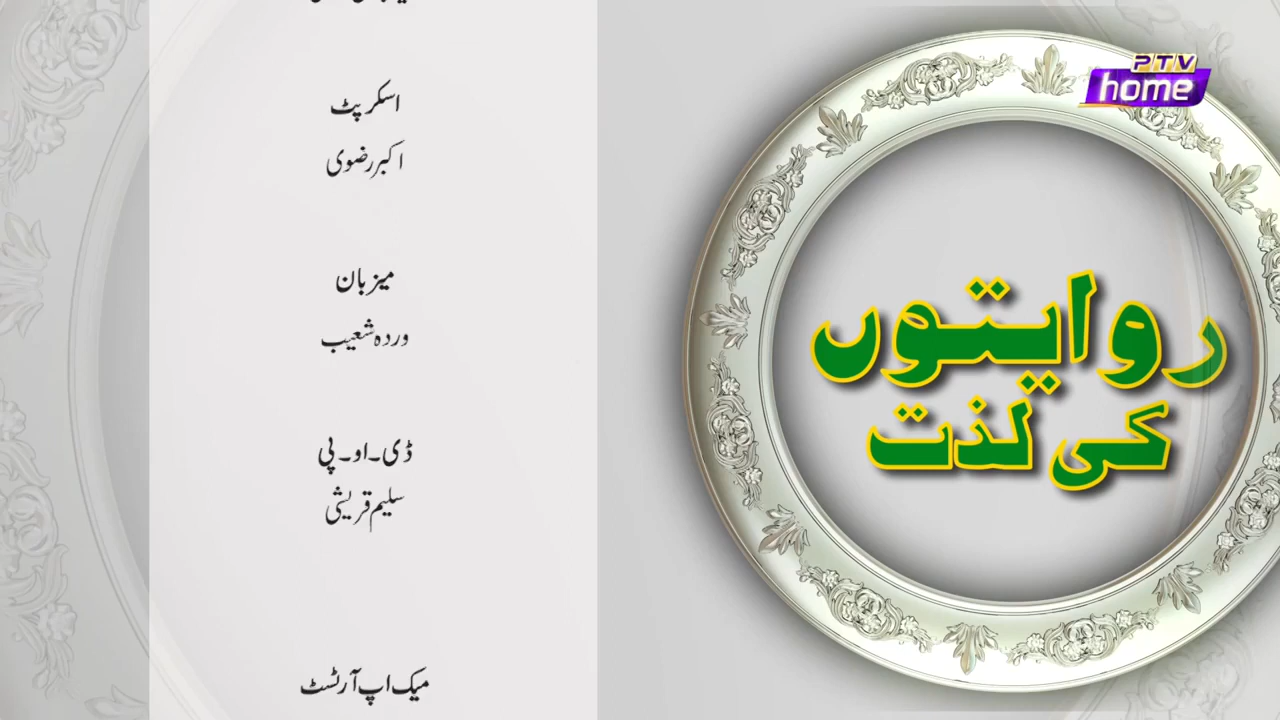 اسکرپٹ
اکبر رضوی
میزبان
وردہ شعیب
ڈی۔او۔پی
سلیم قریشی
میک اپ آرٹسٹ
PTV
home
روایتوں
کی لذت